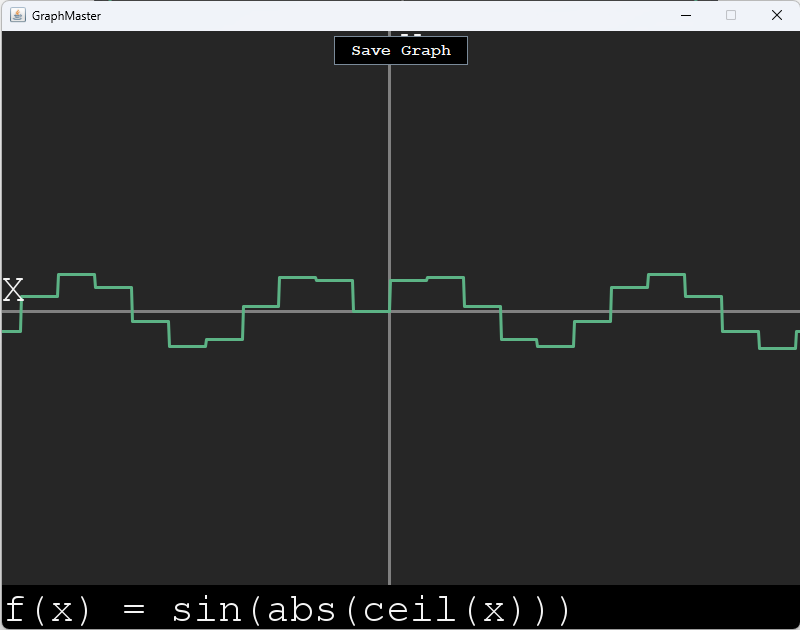 GraphMaster
Save Graph
X
f(x) = sin(abs(ceil(x)))